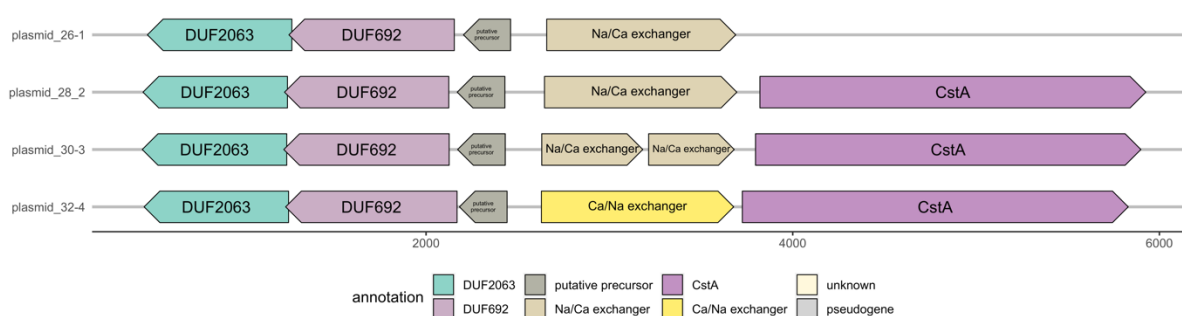 plasmid_26-1 DUF2063 DUF692 putative precursor Na/Ca exchanger
plasmid_28_2 DUF2063 DUF692 putative precursor Na/Ca exchanger CstA
plasmid_30-3 DUF2063 DUF692 putative precursor Na/Ca exchanger Na/Ca exchanger CstA
plasmid_32-4 DUF2063 DUF692 putative precursor Ca/Na exchanger CstA
2000 4000 6000
annotation
DUF2063 putative precursor CstA unknown
DUF692 Na/Ca exchanger Ca/Na exchanger pseudogene